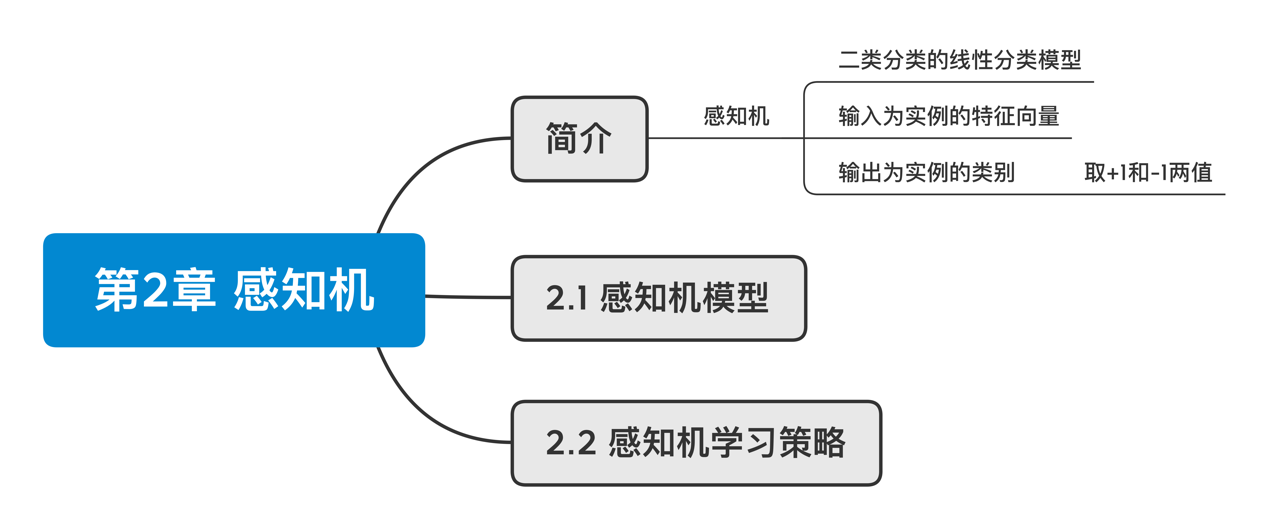 第2章 感知机
简介
感知机
二类分类的线性分类模型
输入为实例的特征向量
输出为实例的类别
取+1和-1两值
2.1 感知机模型
2.2 感知机学习策略